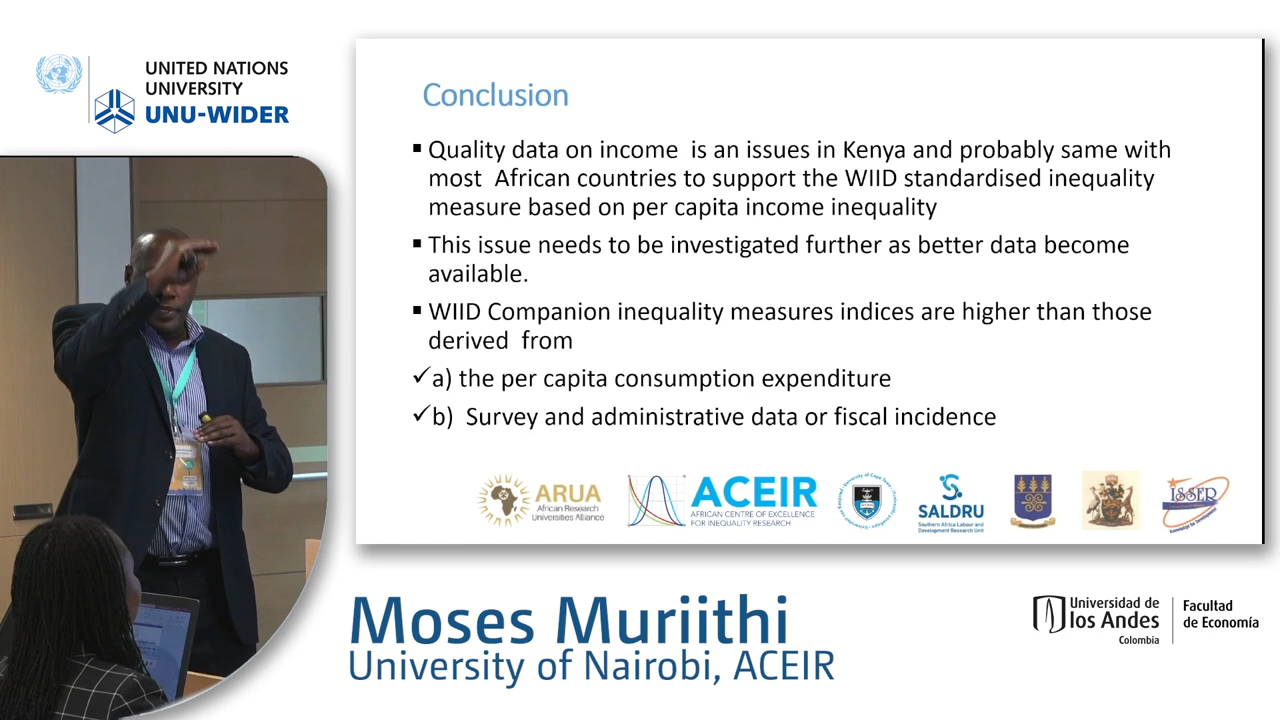 UNITED NATIONS
UNIVERSITY
UNU-WIDER
Conclusion
▪ Quality data on income is an issues in Kenya and probably same with
most African countries to support the WIID standardised inequality
measure based on per capita income inequality
▪ This issue needs to be investigated further as better data become
available.
▪ WIID Companion inequality measures indices are higher than those
derived from
✓a) the per capita consumption expenditure
✓b) Survey and administrative data or fiscal incidence
ARUA
African Research
Universities Alliance
ACEIR
AFRICAN CENTRE OF EXCELLENCE
FOR INEQUALITY RESEARCH
SALDRU
Southern Africa Labour and
Development Research Unit
ISSER
Knowledge for Development
Moses Muriithi
University of Nairobi, ACEIR
Universidad de
los Andes
Colombia
Facultad
de Economía